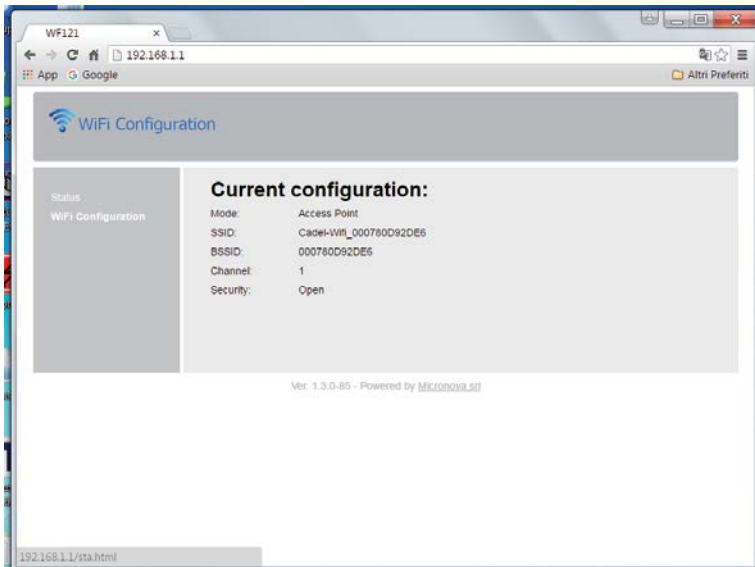 WF121
192.168.1.1
App Google Altri Preferiti
WiFi Configuration
Status
WiFi Configuration
Current configuration:
Mode: Access Point
SSID: Cadel-Wifi_000780D92DE6
BSSID: 000780D92DE6
Channel: 1
Security: Open
Ver. 1.3.0-85 - Powered by Micronova srl
192.168.1.1/sta.html